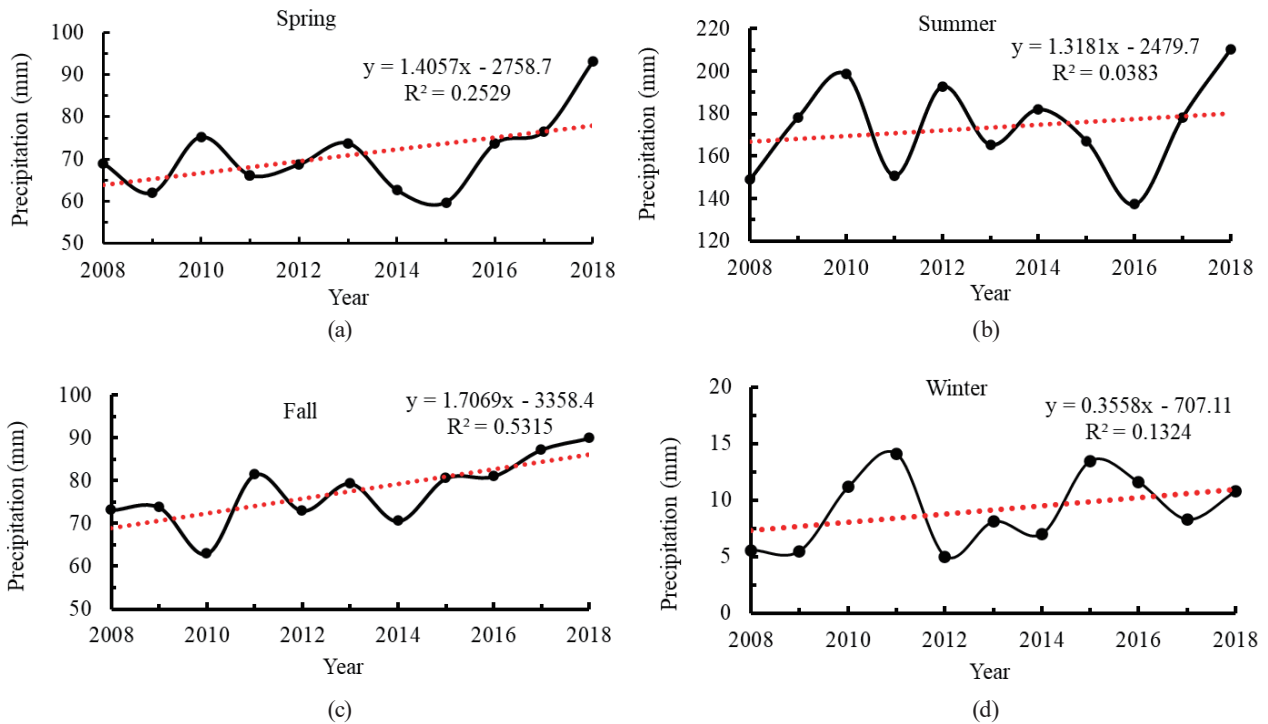 Spring
y = 1.4057x - 2758.7
R² = 0.2529
Precipitation (mm)
100
90
80
70
60
50
2008 2010 2012 2014 2016 2018
Year
(a)
Summer
y = 1.3181x - 2479.7
R² = 0.0383
Precipitation (mm)
220
200
180
160
140
120
2008 2010 2012 2014 2016 2018
Year
(b)
Fall
y = 1.7069x - 3358.4
R² = 0.5315
Precipitation (mm)
100
90
80
70
60
50
2008 2010 2012 2014 2016 2018
Year
(c)
Winter
y = 0.3558x - 707.11
R² = 0.1324
Precipitation (mm)
20
15
10
5
0
2008 2010 2012 2014 2016 2018
Year
(d)